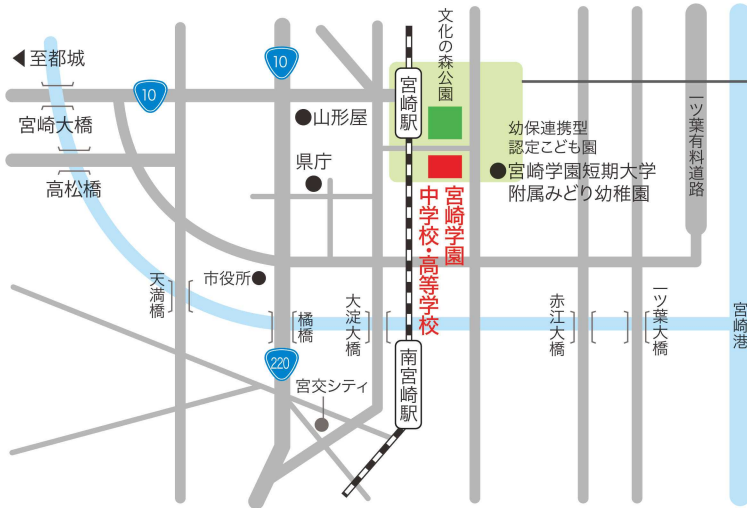 至都城
10
10
宮崎大橋
高松橋
山形屋
県庁
宮崎駅
文化の森公園
幼保連携型
認定こども園
宮崎学園短期大学
附属みどり幼稚園
一ツ葉有料道路
宮崎学園
中学校・高等学校
天満橋
市役所
橘橋
大淀大橋
赤江大橋
一ツ葉大橋
宮崎港
220
宮交シティ
南宮崎駅